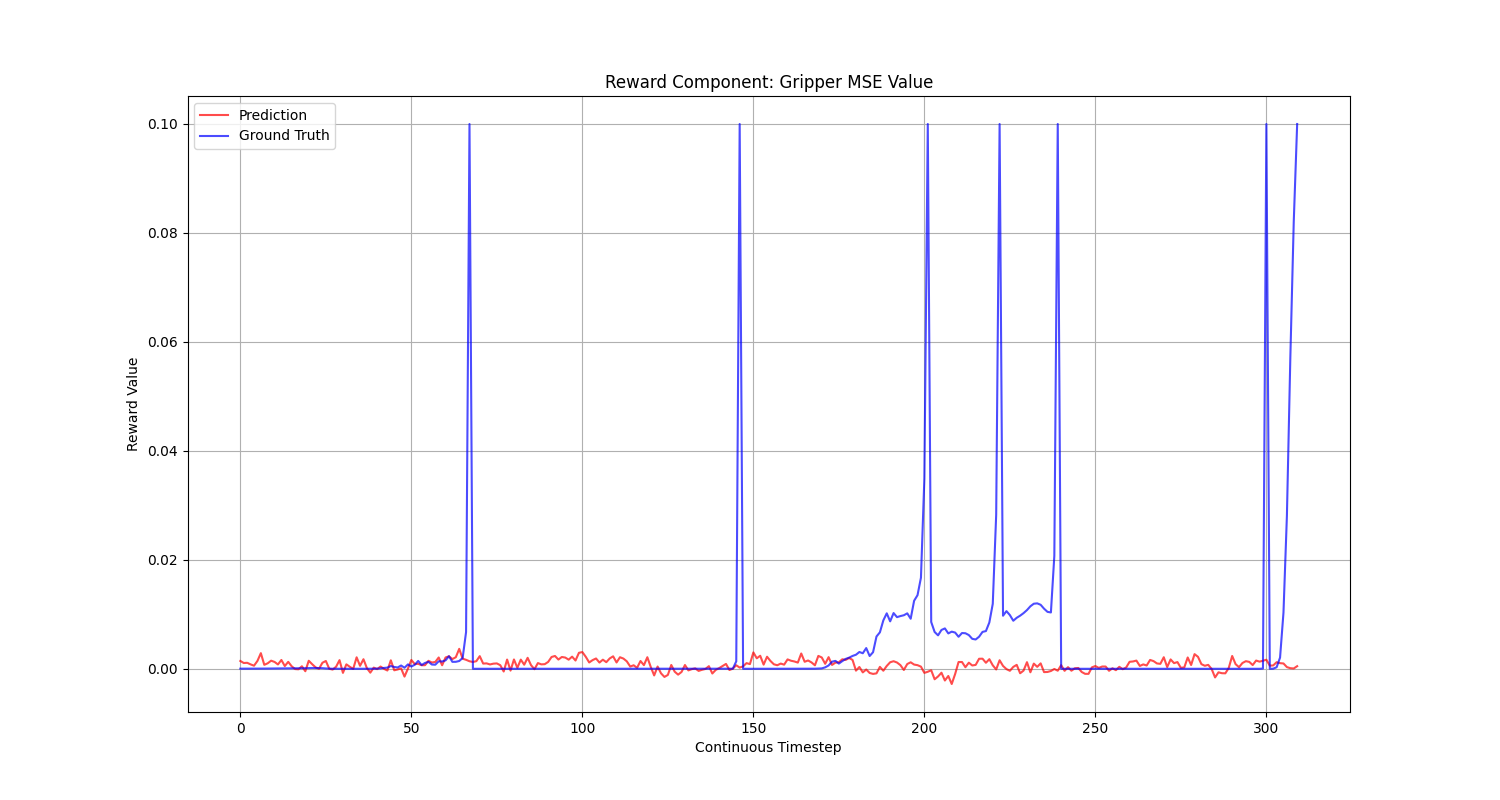 Reward Component: Gripper MSE Value
Prediction
Ground Truth
0.10
0.08
0.06
0.04
0.02
0.00
Reward Value
0 50 100 150 200 250 300
Continuous Timestep